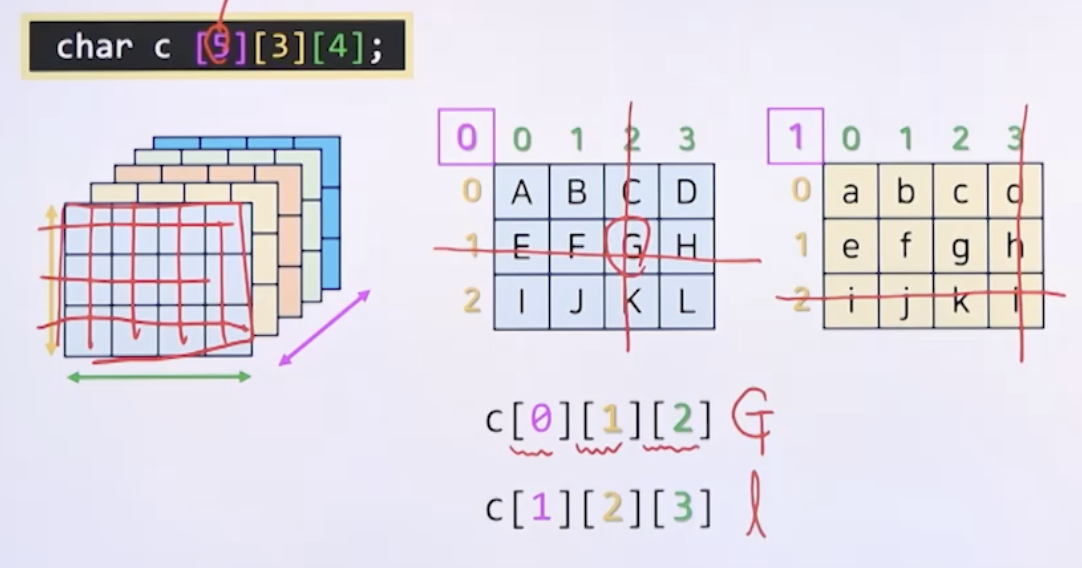 char c [5][3][4];
0 0 1 2 3
0 A B C D
1 E F G H
2 I J K L
1 0 1 2 3
0 a b c d
1 e f g h
2 i j k l
c[0][1][2] G
c[1][2][3] l